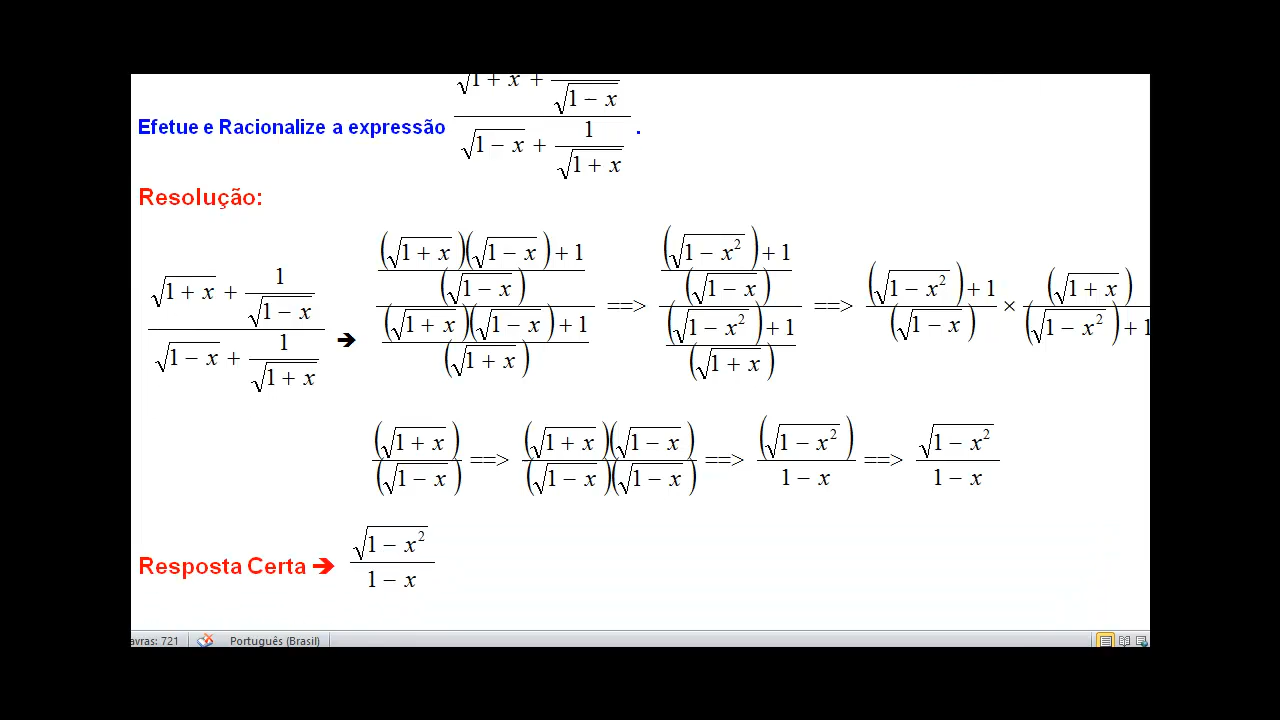 Efetue e Racionalize a expressão (√(1 − x) + 1/√(1 + x)) .
√1 + x + /√(1 − x)
Resolução:
(√(1 + x) + 1/√(1 − x)) / (√(1 − x) + 1/√(1 + x)) ➔ (((√(1 + x))(√(1 − x)) + 1)/(√(1 − x))) / (((√(1 + x))(√(1 − x)) + 1)/(√(1 + x))) ==> (((√(1 − x²)) + 1)/(√(1 − x))) / (((√(1 − x²)) + 1)/(√(1 + x))) ==> ((√(1 − x²)) + 1)/(√(1 − x)) × (√(1 + x))/((√(1 − x²)) + 1
(√(1 + x))/(√(1 − x)) ==> ((√(1 + x))(√(1 − x)))/((√(1 − x))(√(1 − x))) ==> (√(1 − x²))/(1 − x) ==> √(1 − x²)/(1 − x)
Resposta Certa ➔ √(1 − x²)/(1 − x)
avras: 721 Português (Brasil)